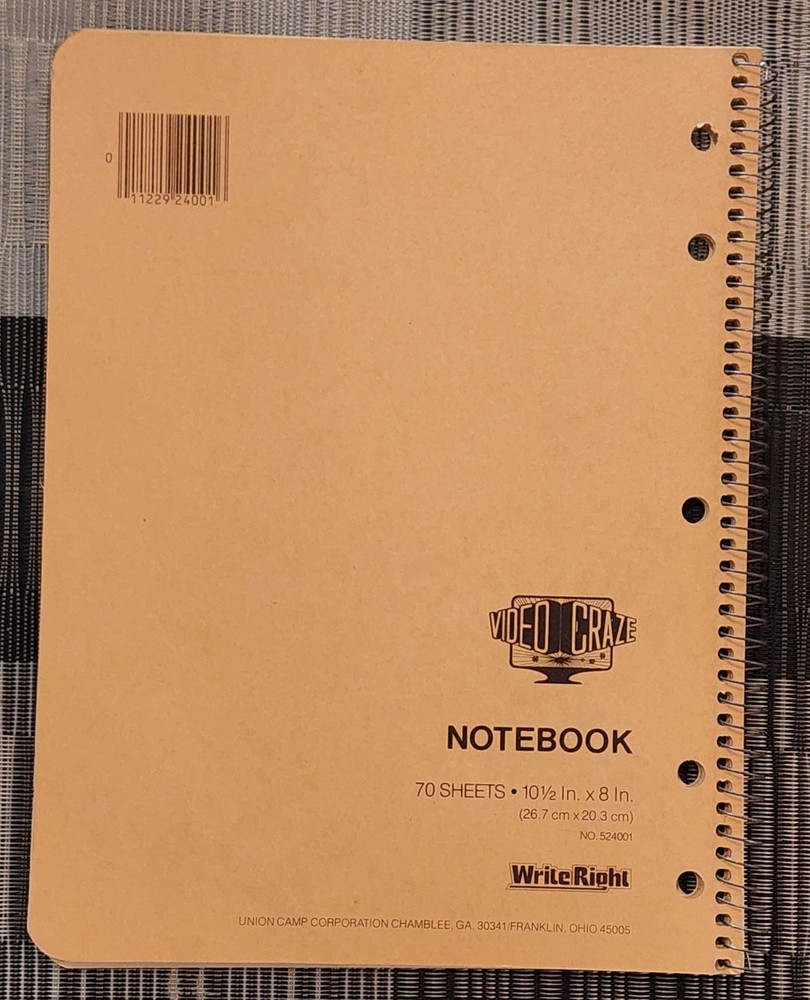 0
11229 24001
VIDEO CRAZE
NOTEBOOK
70 SHEETS • 10½ In. x 8 In.
(26.7 cm x 20.3 cm)
NO. 524001
WriteRight
UNION CAMP CORPORATION CHAMBLEE, GA. 30341/FRANKLIN, OHIO 45005